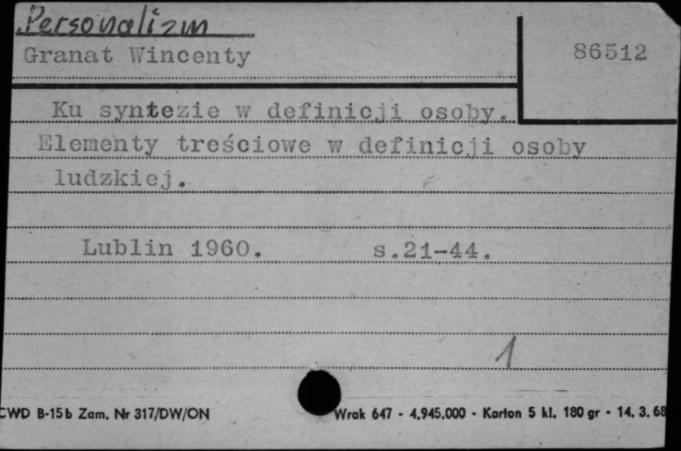 Personalizm
Granat Wincenty
86512
Ku syntezie w definicji osoby.
Elementy treściowe w definicji osoby
ludzkiej.
Lublin 1960. s.21-44.
1
CWD B-15b Zam. Nr 317/DW/ON Wrak 647 - 4.945.000 - Karton 5 kl. 180 gr - 14. 3. 68